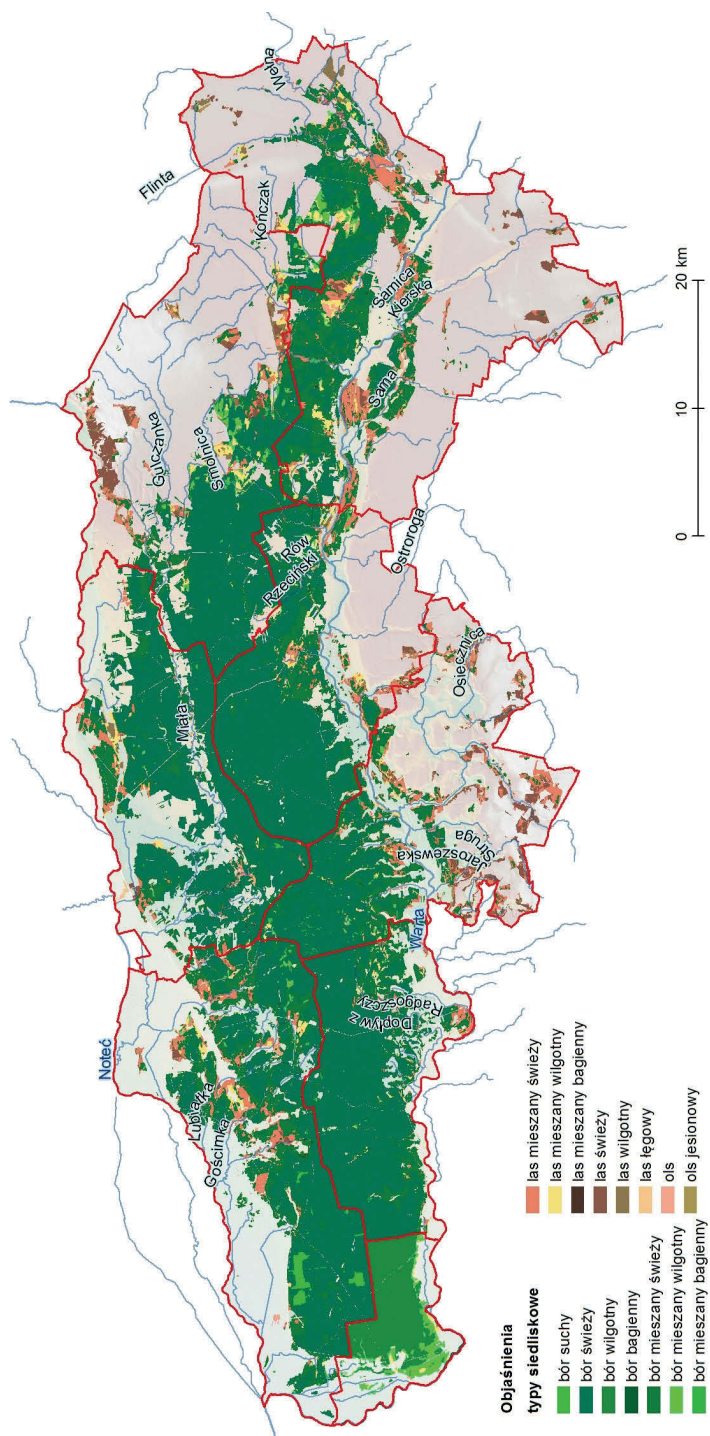 Noteć
Flinta
Wełna
Kończak
Gulczanka
Smolnica
Miała
Lubiatka
Gościmka
Samica
Kierska
Sama
Rów
Rzeciński
Ostroroga
Osiecznica
Jaroszewska
Struga
Warta
Dopływ z
Radgoszczy
0
10
20 km
Objaśnienia
typy siedliskowe
bór suchy
bór świeży
bór wilgotny
bór bagienny
bór mieszany świeży
bór mieszany wilgotny
bór mieszany bagienny
las mieszany świeży
las mieszany wilgotny
las mieszany bagienny
las świeży
las wilgotny
las łęgowy
ols
ols jesionowy